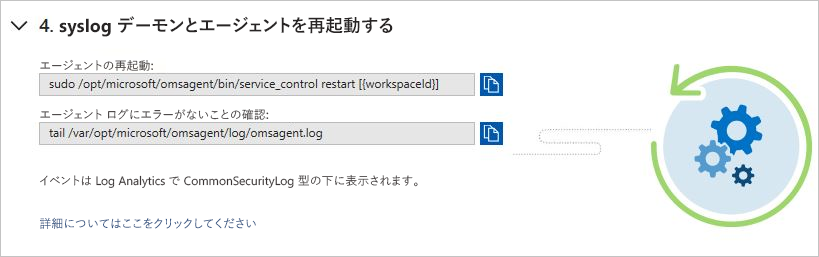 4. syslog デーモンとエージェントを再起動する
エージェントの再起動:
sudo /opt/microsoft/omsagent/bin/service_control restart [{workspaceId}]
エージェント ログにエラーがないことの確認:
tail /var/opt/microsoft/omsagent/log/omsagent.log
イベントは Log Analytics で CommonSecurityLog 型の下に表示されます。
詳細についてはここをクリックしてください